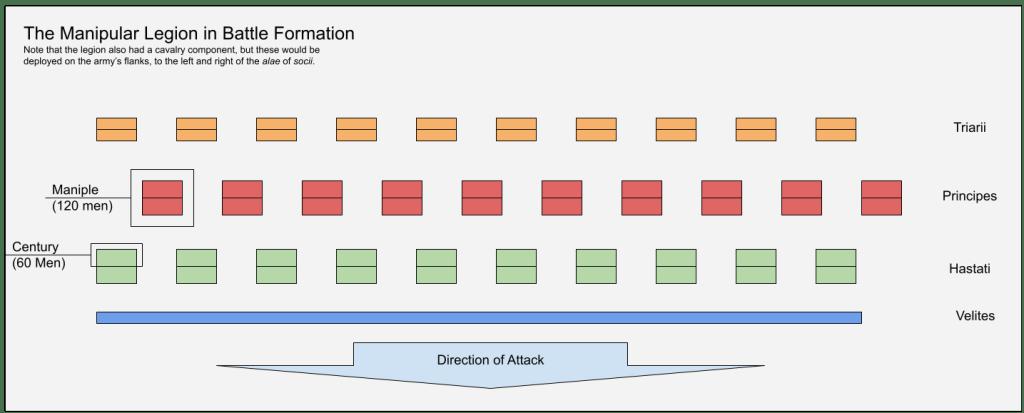 The Manipular Legion in Battle Formation
Note that the legion also had a cavalry component, but these would be
deployed on the army's flanks, to the left and right of the alae of socii.
Triarii
Maniple
(120 men)
Principes
Century
(60 Men)
Hastati
Velites
Direction of Attack